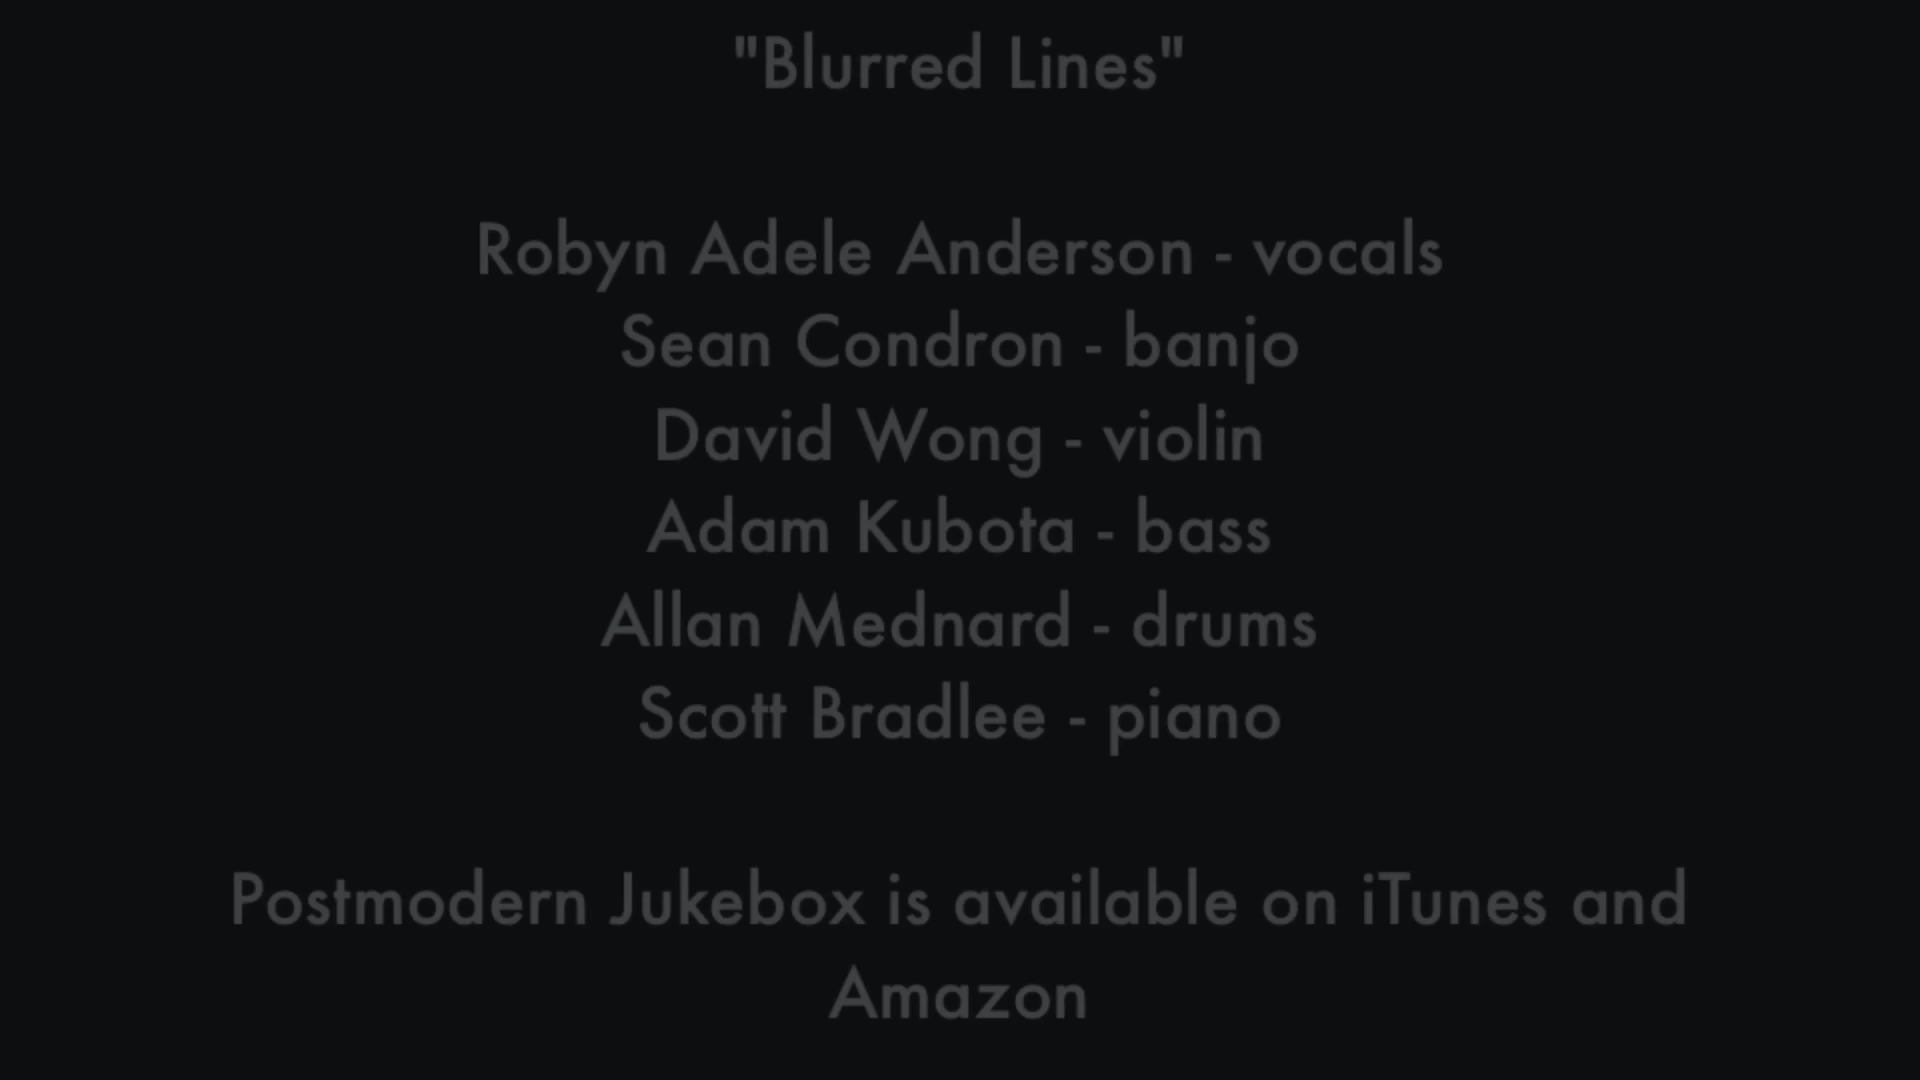 "Blurred Lines"
Robyn Adele Anderson - vocals
Sean Condron - banjo
David Wong - violin
Adam Kubota - bass
Allan Mednard - drums
Scott Bradlee - piano
Postmodern Jukebox is available on iTunes and
Amazon